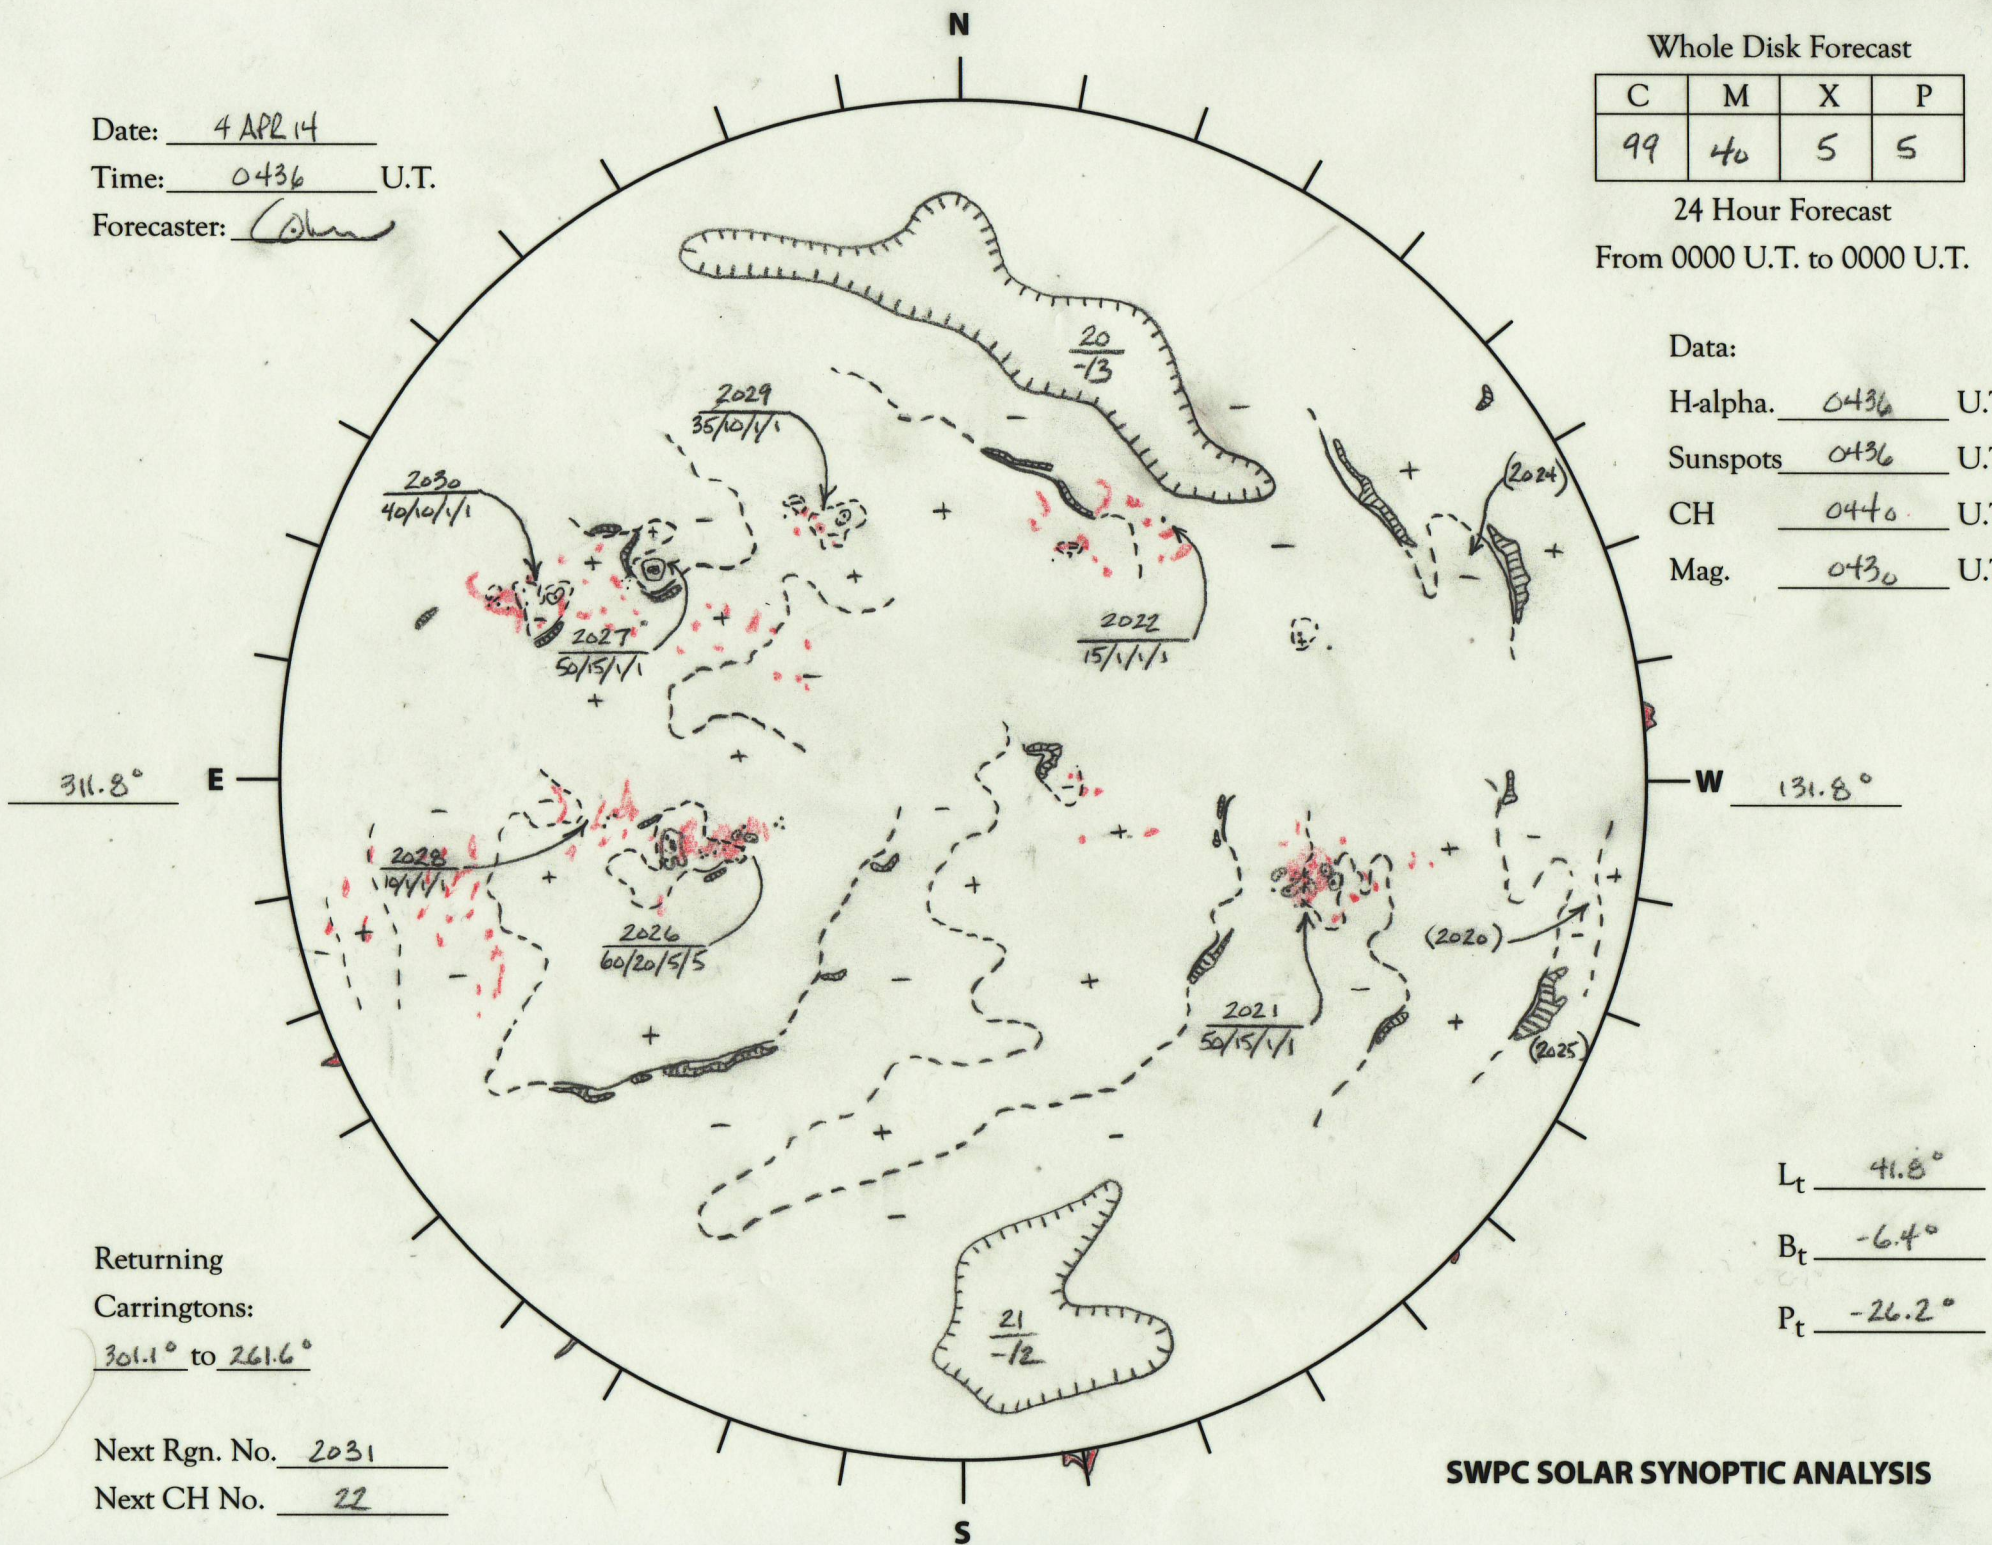 N
Whole Disk Forecast
C M X P
99 40 5 5
24 Hour Forecast
From 0000 U.T. to 0000 U.T.
Date: 4 APR 14
Time: 0436 U.T.
Forecaster:
Data:
H-alpha. 0436 U.T
Sunspots 0436 U.T
CH 0440 U.T
Mag. 0430 U.T
20
-/3
2029
35/10/1/1
2030
40/10/1/1
(2024)
2027
50/15/1/1
2022
15/1/1/1
311.8° E
W 131.8°
2028
10/1/1/1
2026
60/20/5/5
(2020)
2021
50/15/1/1
(2025)
Lt 41.8°
Bt -6.4°
Pt -26.2°
21
-/2
Returning
Carringtons:
301.1° to 261.6°
Next Rgn. No. 2031
Next CH No. 22
SWPC SOLAR SYNOPTIC ANALYSIS
S